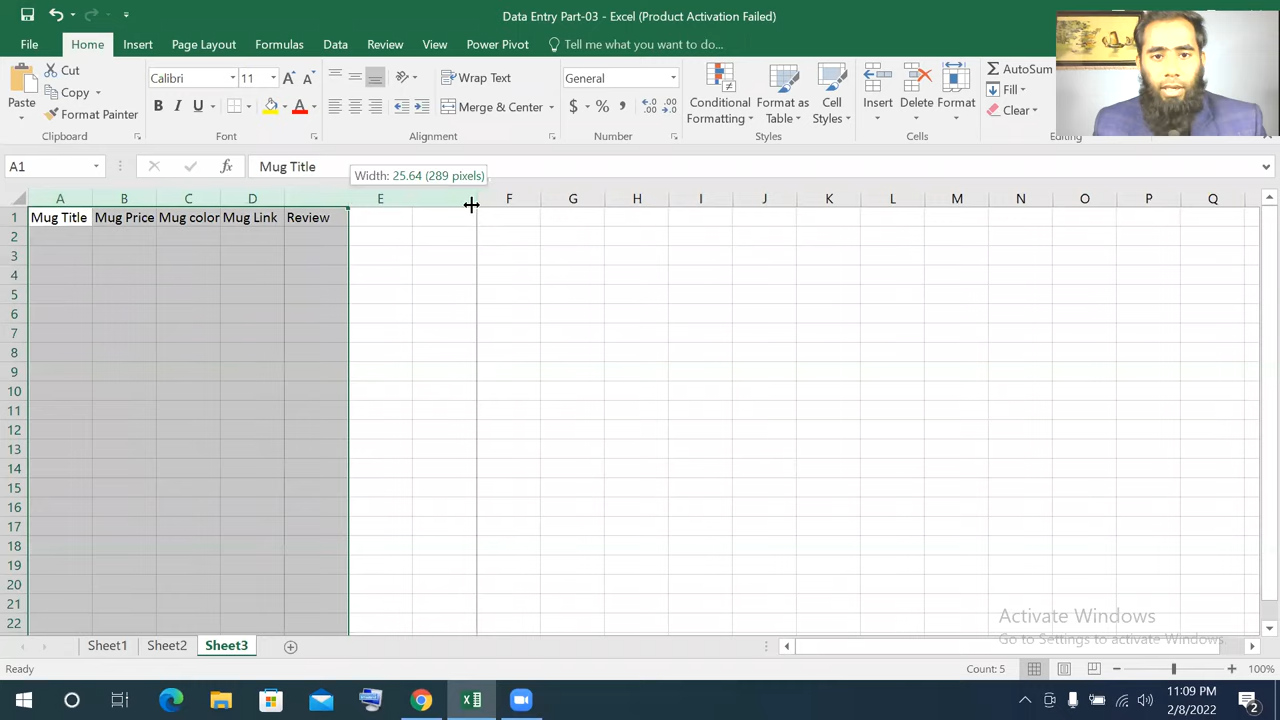 Data Entry Part-03 - Excel (Product Activation Failed)
File Home Insert Page Layout Formulas Data Review View Power Pivot Tell me what you want to do...
Paste
Cut
Copy
Format Painter
Clipboard
Calibri 11
B I U A
Font
Wrap Text
Merge & Center
Alignment
General
$ % ,
Number
Conditional Formatting
Format as Table
Cell Styles
Styles
Insert
Delete
Format
Cells
AutoSum
Fill
Clear
Editing
A1 fx Mug Title
Width: 25.64 (289 pixels)
A B C D E F G H I J K L M N O P Q
1 Mug Title Mug Price Mug color Mug Link Review
2
3
4
5
6
7
8
9
10
11
12
13
14
15
16
17
18
19
20
21
22
Activate Windows
Go to Settings to activate Windows.
Sheet1 Sheet2 Sheet3
Ready Count: 5 100%
11:09 PM
2/8/2022
2